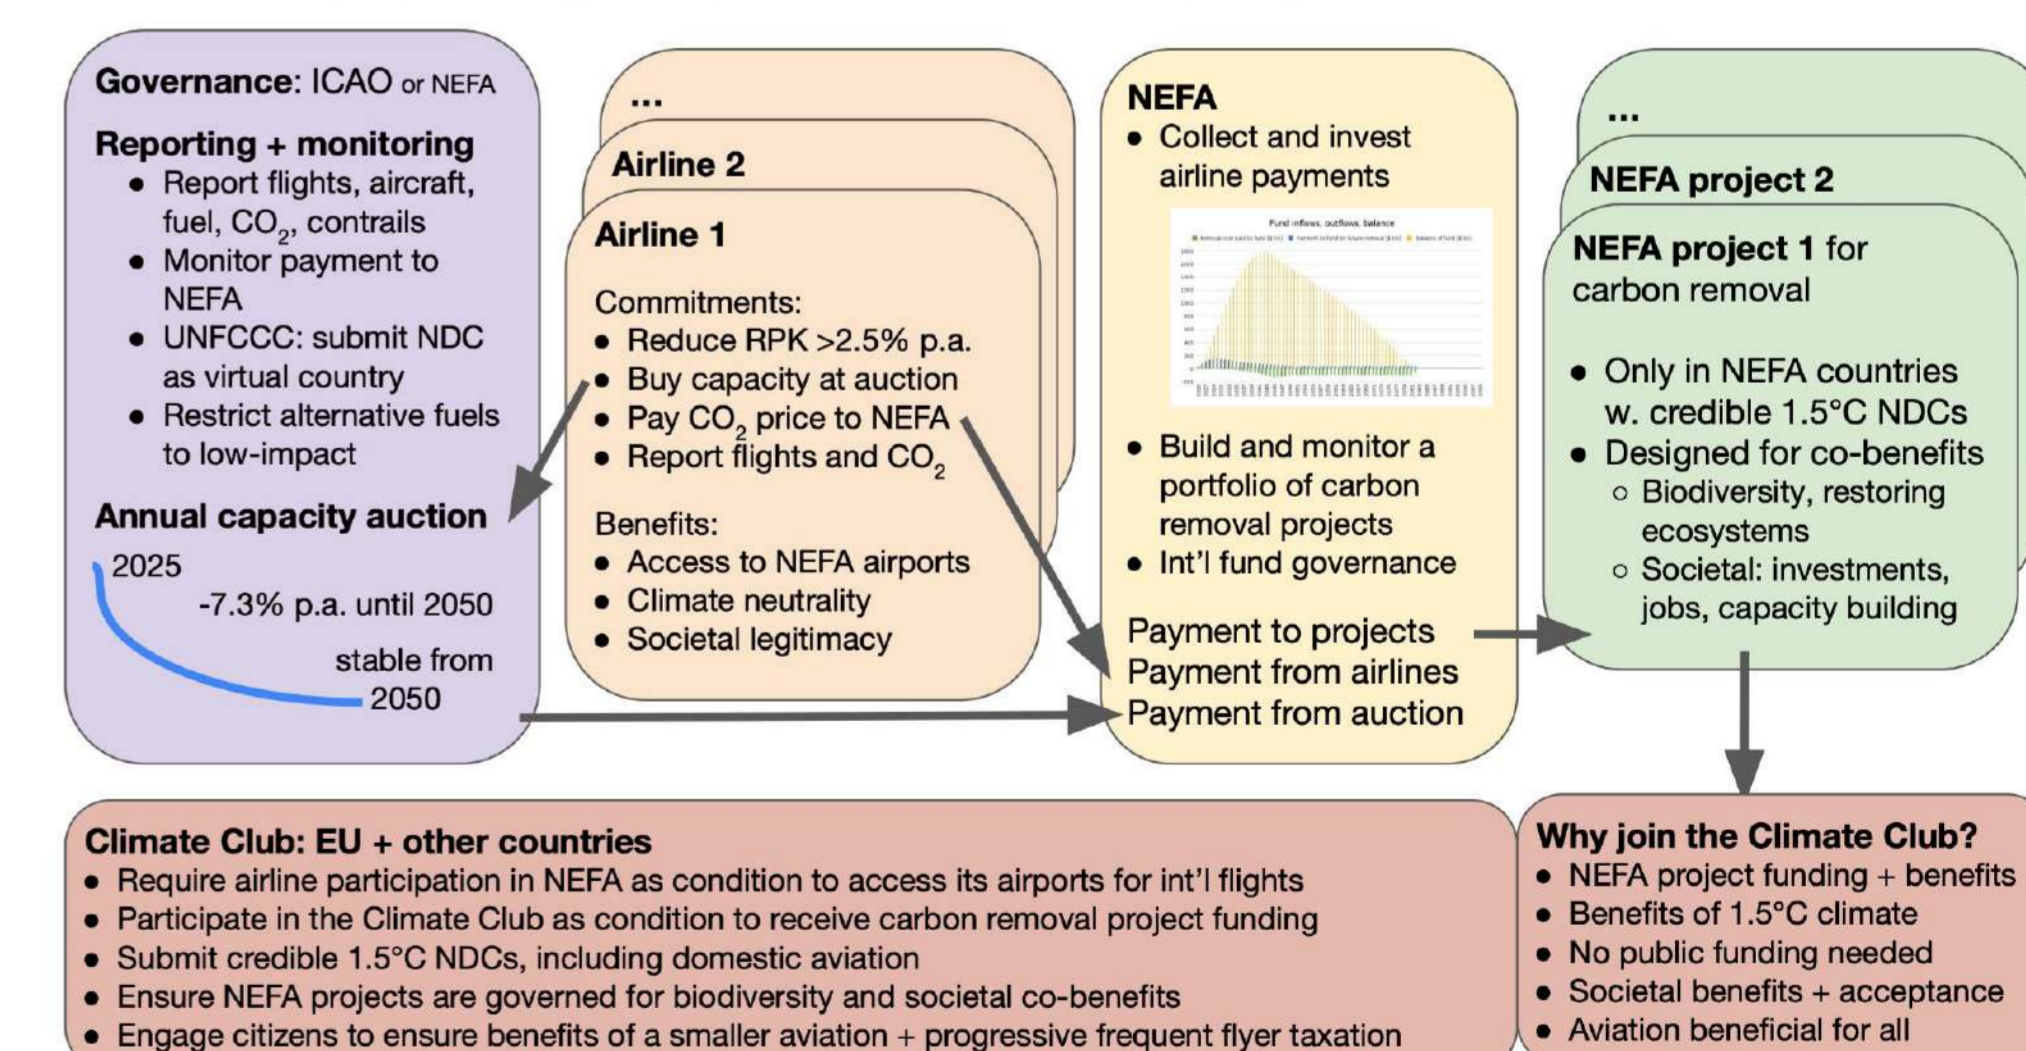 Governance: ICAO or NEFA
Reporting + monitoring
● Report flights, aircraft,
fuel, CO₂, contrails
● Monitor payment to
NEFA
● UNFCCC: submit NDC
as virtual country
● Restrict alternative fuels
to low-impact
Annual capacity auction
2025
-7.3% p.a. until 2050
stable from
2050
...
Airline 2
Airline 1
Commitments:
● Reduce RPK >2.5% p.a.
● Buy capacity at auction
● Pay CO₂ price to NEFA
● Report flights and CO₂
Benefits:
● Access to NEFA airports
● Climate neutrality
● Societal legitimacy
NEFA
● Collect and invest
airline payments
Fund inflows, outflows, balance
● Build and monitor a
portfolio of carbon
removal projects
● Int'l fund governance
Payment to projects
Payment from airlines
Payment from auction
...
NEFA project 2
NEFA project 1 for
carbon removal
● Only in NEFA countries
w. credible 1.5°C NDCs
● Designed for co-benefits
○ Biodiversity, restoring
ecosystems
○ Societal: investments,
jobs, capacity building
Climate Club: EU + other countries
● Require airline participation in NEFA as condition to access its airports for int'l flights
● Participate in the Climate Club as condition to receive carbon removal project funding
● Submit credible 1.5°C NDCs, including domestic aviation
● Ensure NEFA projects are governed for biodiversity and societal co-benefits
● Engage citizens to ensure benefits of a smaller aviation + progressive frequent flyer taxation
Why join the Climate Club?
● NEFA project funding + benefits
● Benefits of 1.5°C climate
● No public funding needed
● Societal benefits + acceptance
● Aviation beneficial for all